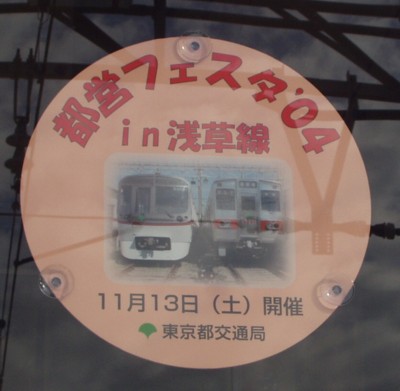 都営フェスタ'04
in浅草線
11月13日（土）開催
東京都交通局